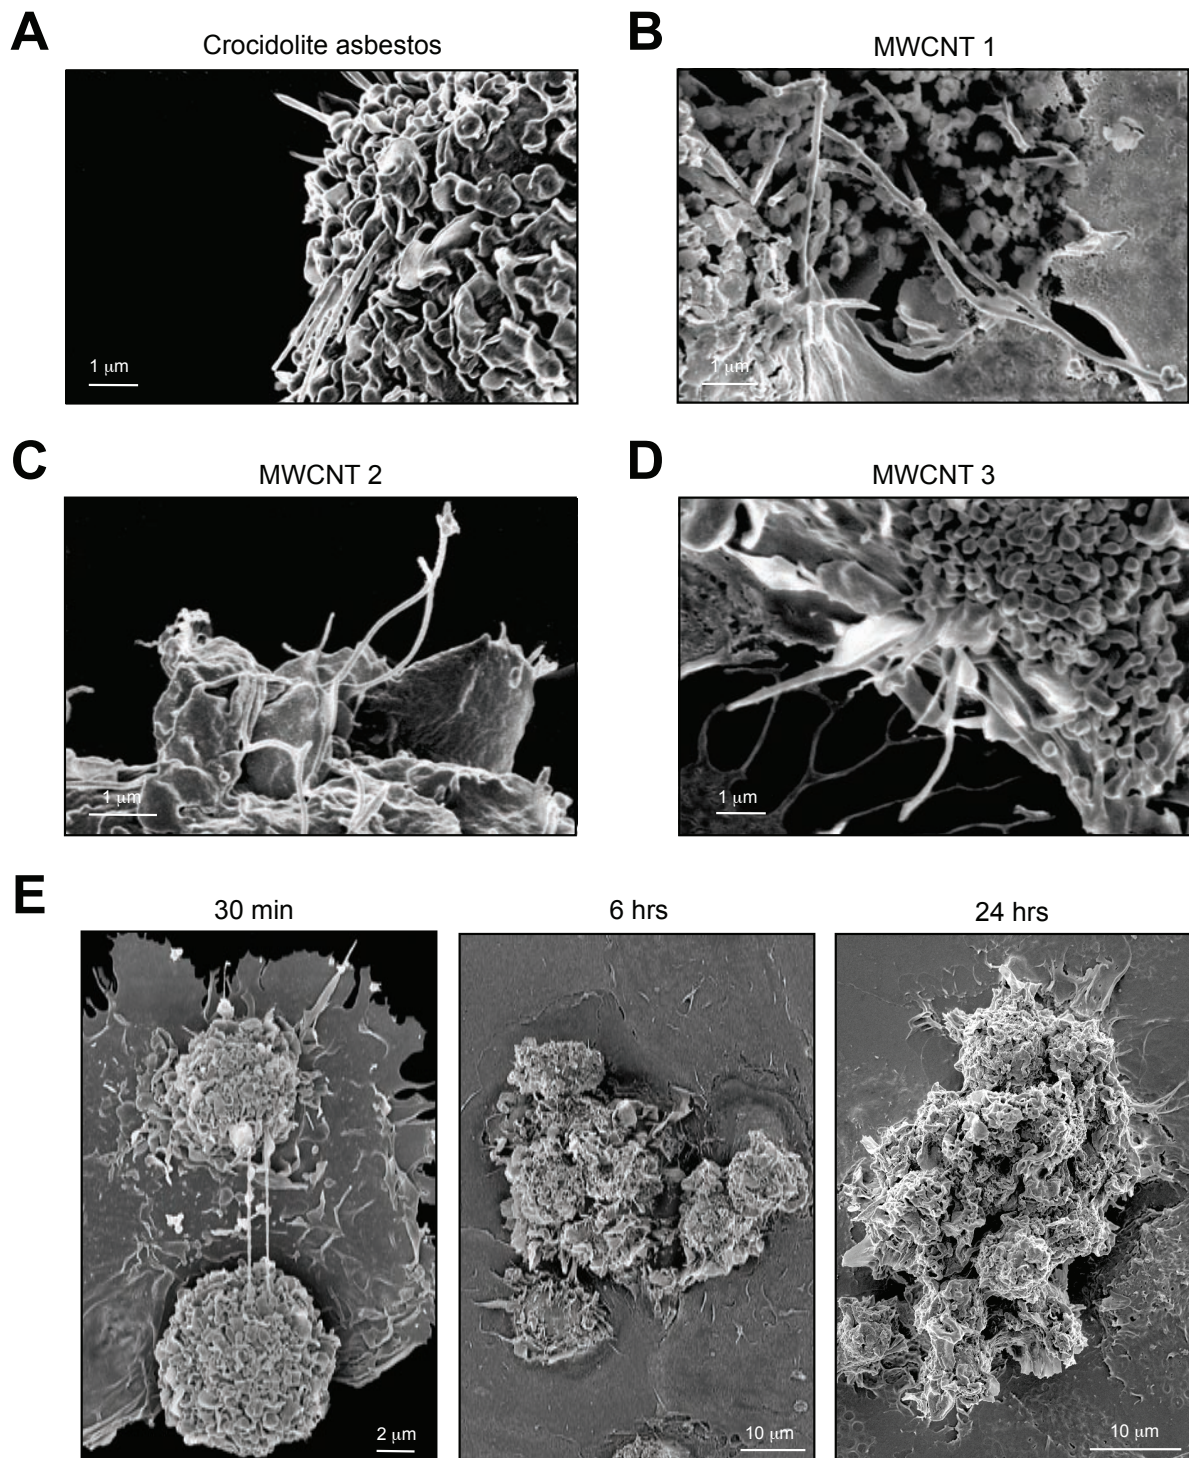 A
Crocidolite asbestos
1 μm
B
MWCNT 1
1 μm
C
MWCNT 2
1 μm
D
MWCNT 3
1 μm
E
30 min
2 μm
6 hrs
10 μm
24 hrs
10 μm